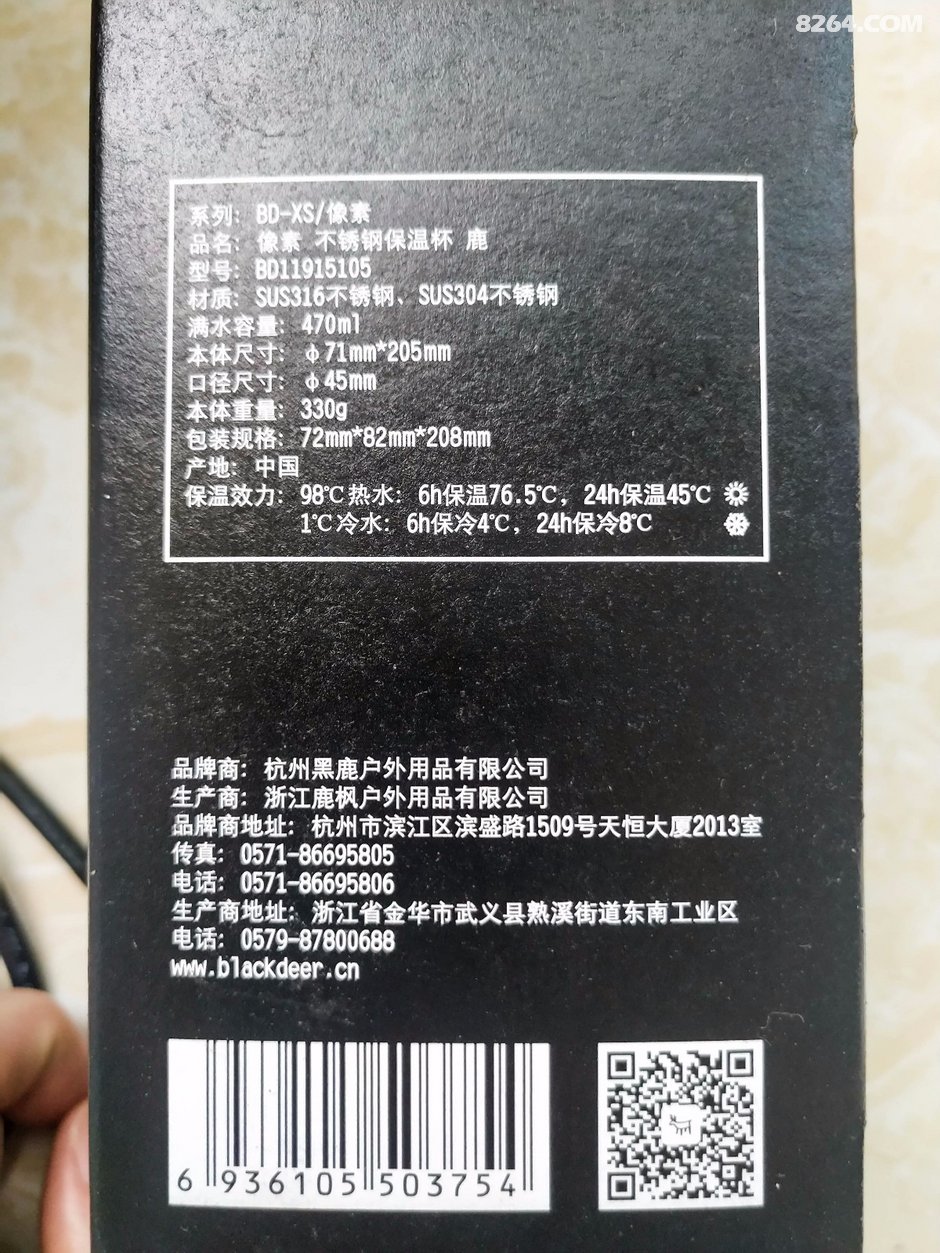 8264.COM
系列: BD-XS/像素
品名: 像素 不锈钢保温杯 鹿
型号: BD11915105
材质: SUS316不锈钢、SUS304不锈钢
满水容量: 470ml
本体尺寸: φ71mm*205mm
口径尺寸: φ45mm
本体重量: 330g
包装规格: 72mm*82mm*208mm
产地: 中国
保温效力: 98℃热水: 6h保温76.5℃, 24h保温45℃
1℃冷水: 6h保冷4℃, 24h保冷8℃
品牌商: 杭州黑鹿户外用品有限公司
生产商: 浙江鹿枫户外用品有限公司
品牌商地址: 杭州市滨江区滨盛路1509号天恒大厦2013室
传真: 0571-86695805
电话: 0571-86695806
生产商地址: 浙江省金华市武义县熟溪街道东南工业区
电话: 0579-87800688
www.blackdeer.cn
6 936105 503754